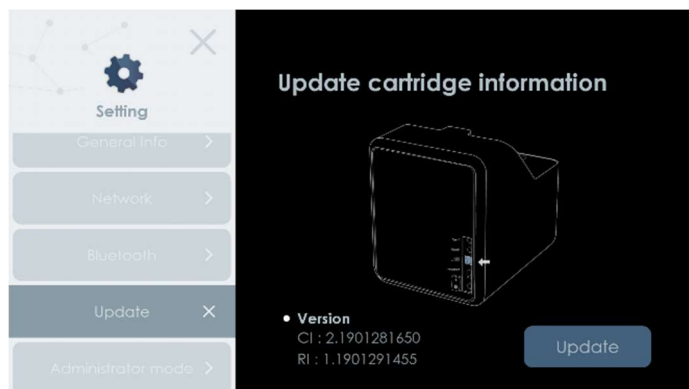 Setting
General Info
Network
Bluetooth
Update
Administrator mode
Update cartridge information
Version
CI : 2.1901281650
RI : 1.1901291455
Update